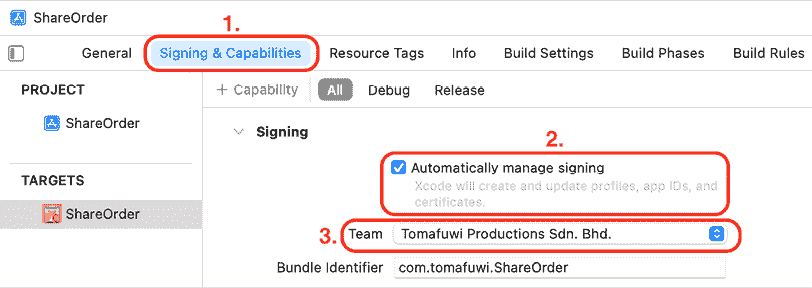 ShareOrder
1.
General Signing & Capabilities Resource Tags Info Build Settings Build Phases Build Rules
PROJECT
+ Capability All Debug Release
ShareOrder
Signing
2.
Automatically manage signing
Xcode will create and update profiles, app IDs, and
certificates.
TARGETS
ShareOrder
3. Team Tomafuwi Productions Sdn. Bhd.
Bundle Identifier com.tomafuwi.ShareOrder